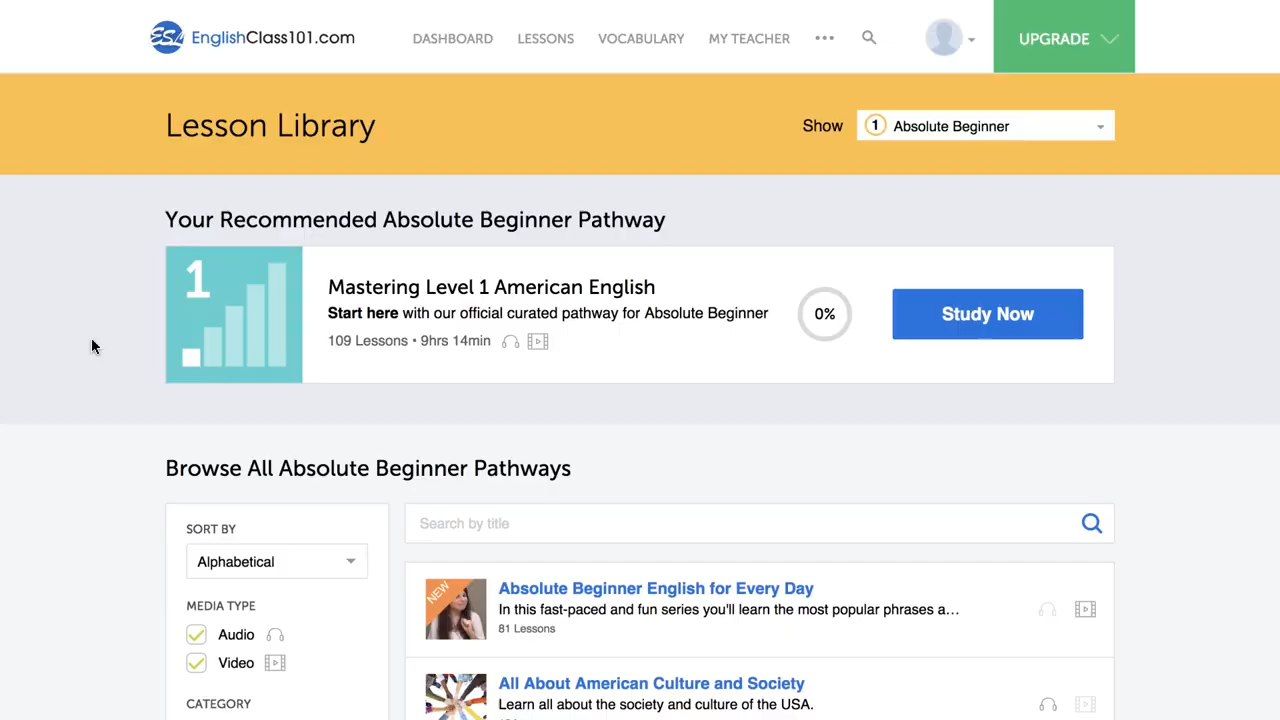 ESL EnglishClass101.com DASHBOARD LESSONS VOCABULARY MY TEACHER ••• UPGRADE
Lesson Library
Show 1 Absolute Beginner
Your Recommended Absolute Beginner Pathway
1
Mastering Level 1 American English
Start here with our official curated pathway for Absolute Beginner
109 Lessons • 9hrs 14min
0%
Study Now
Browse All Absolute Beginner Pathways
SORT BY
Alphabetical
MEDIA TYPE
Audio
Video
CATEGORY
Search by title
NEW
Absolute Beginner English for Every Day
In this fast-paced and fun series you'll learn the most popular phrases a...
81 Lessons
All About American Culture and Society
Learn all about the society and culture of the USA.